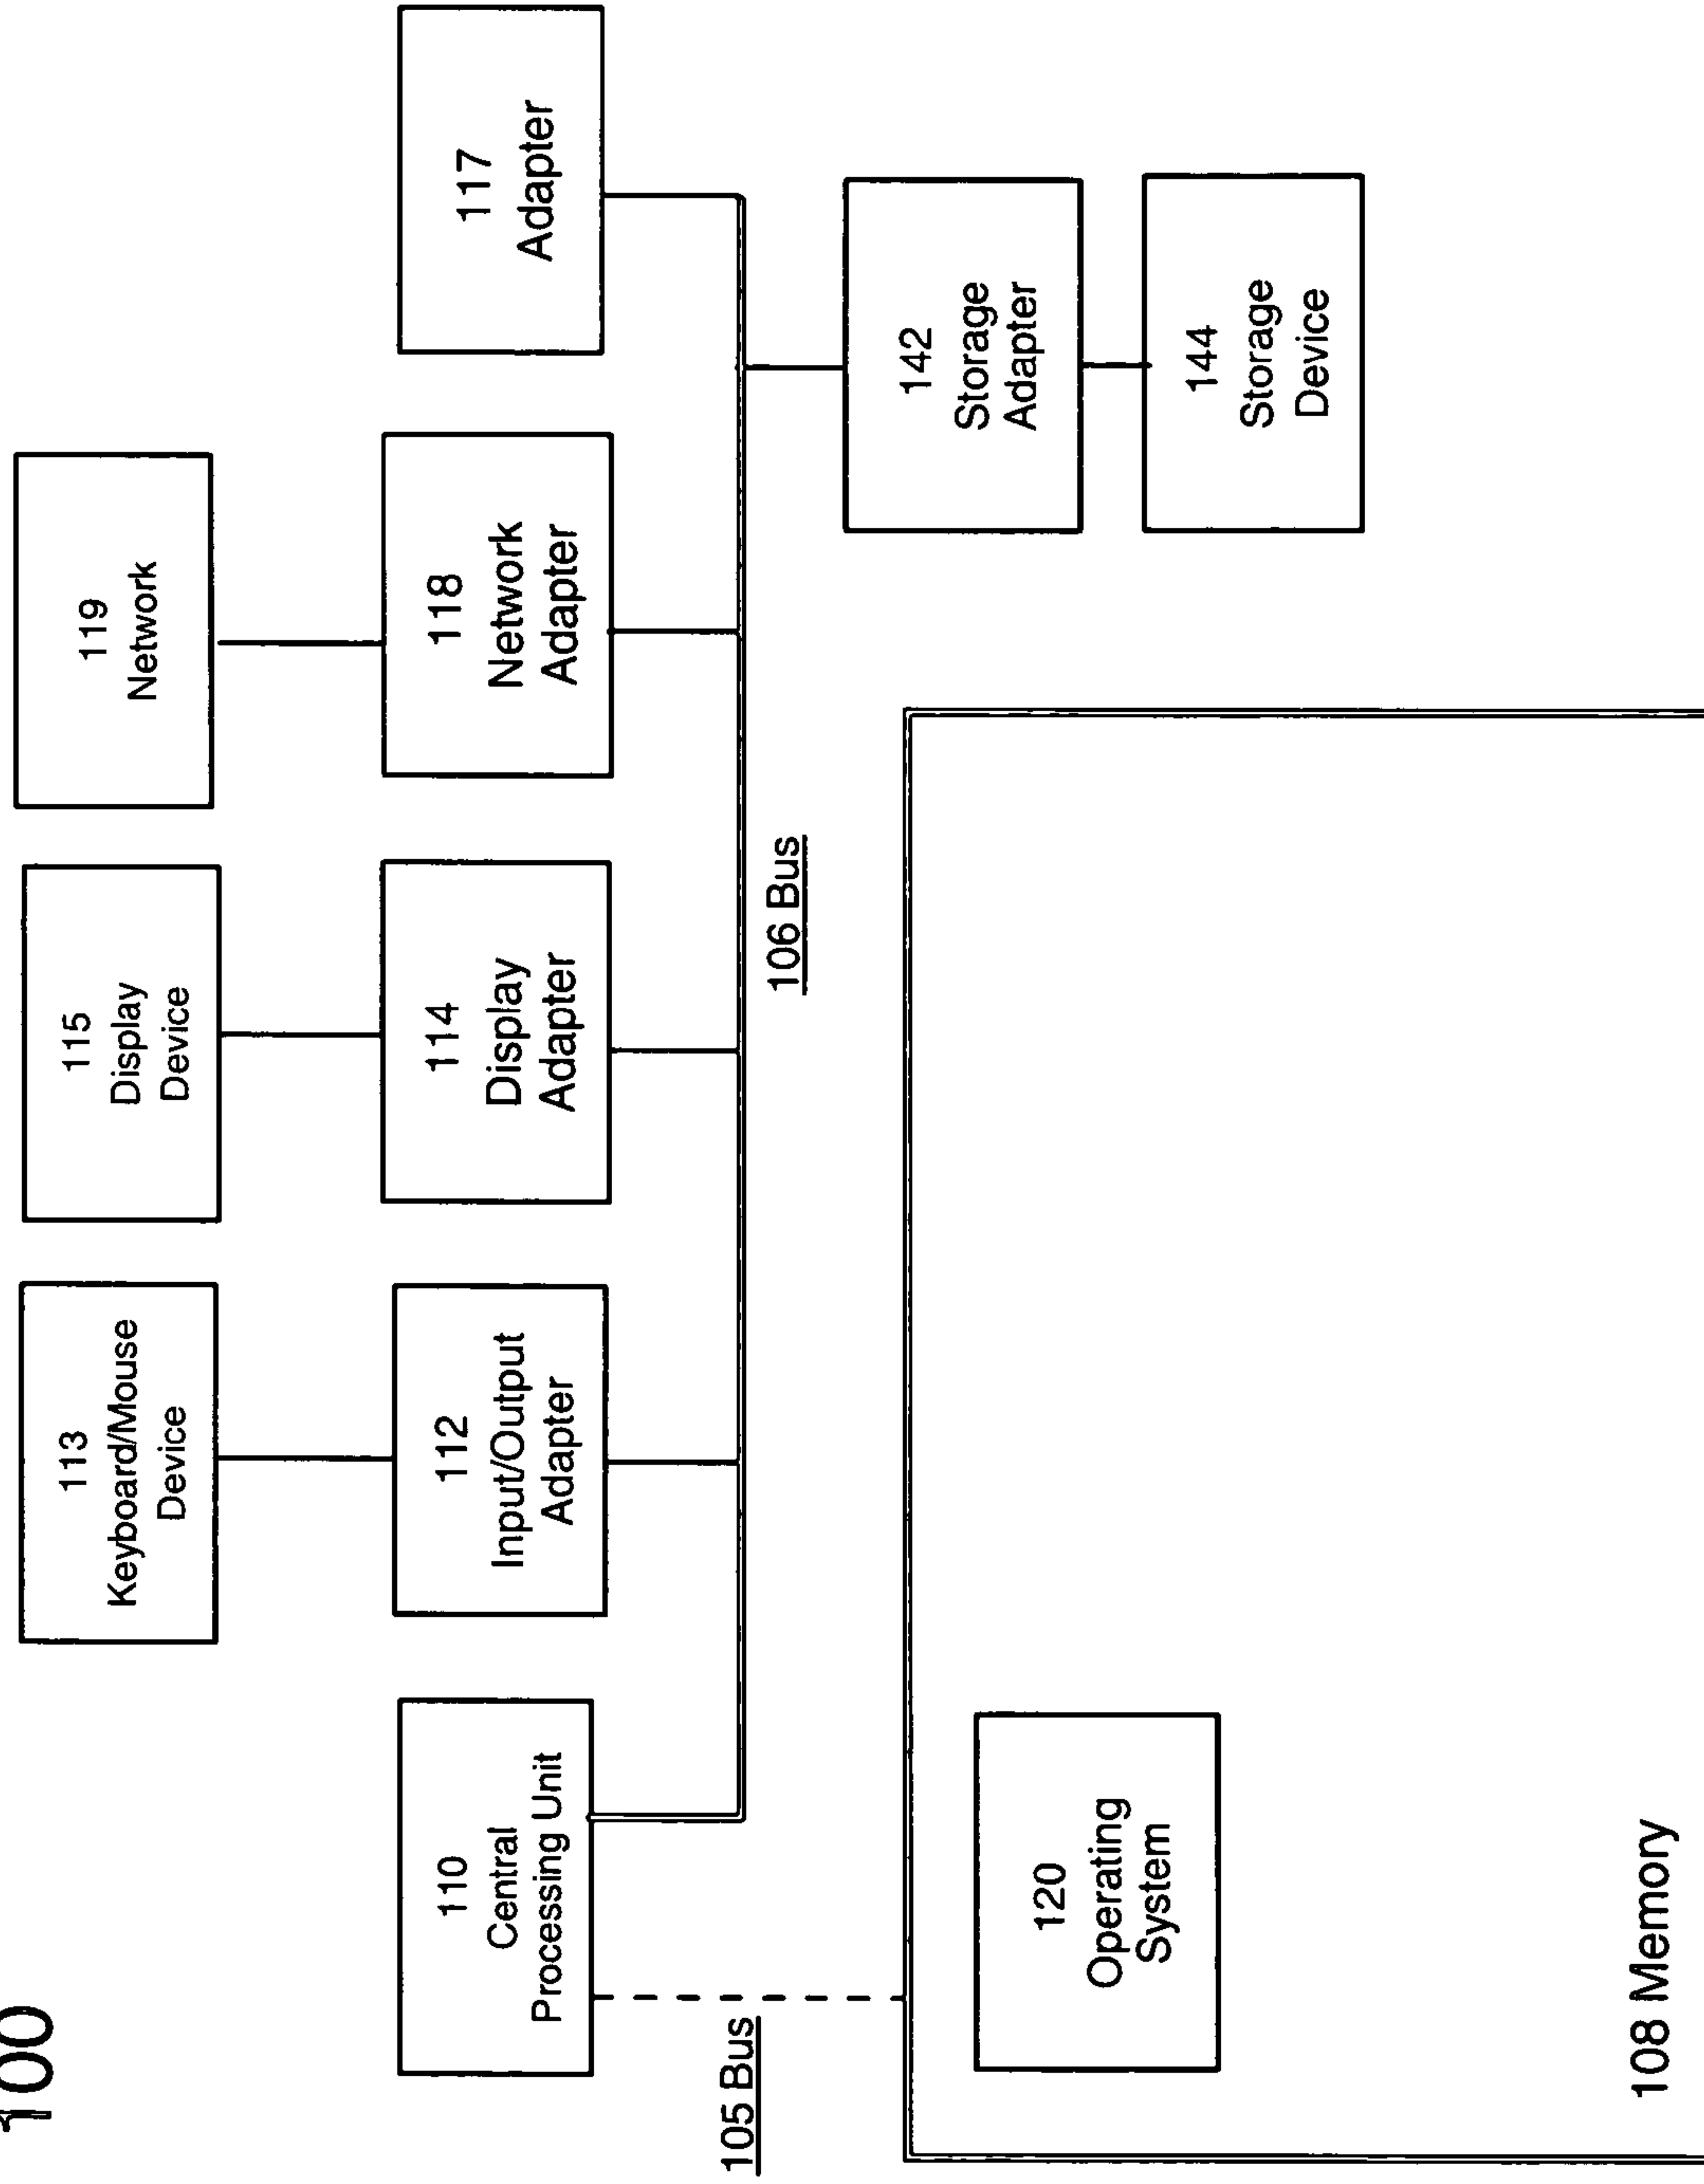 100
113
Keyboard/Mouse
Device
115
Display
Device
119
Network
110
Central
Processing Unit
112
Input/Output
Adapter
114
Display
Adapter
118
Network
Adapter
117
Adapter
105 Bus
106 Bus
142
Storage
Adapter
144
Storage
Device
120
Operating
System
108 Memory